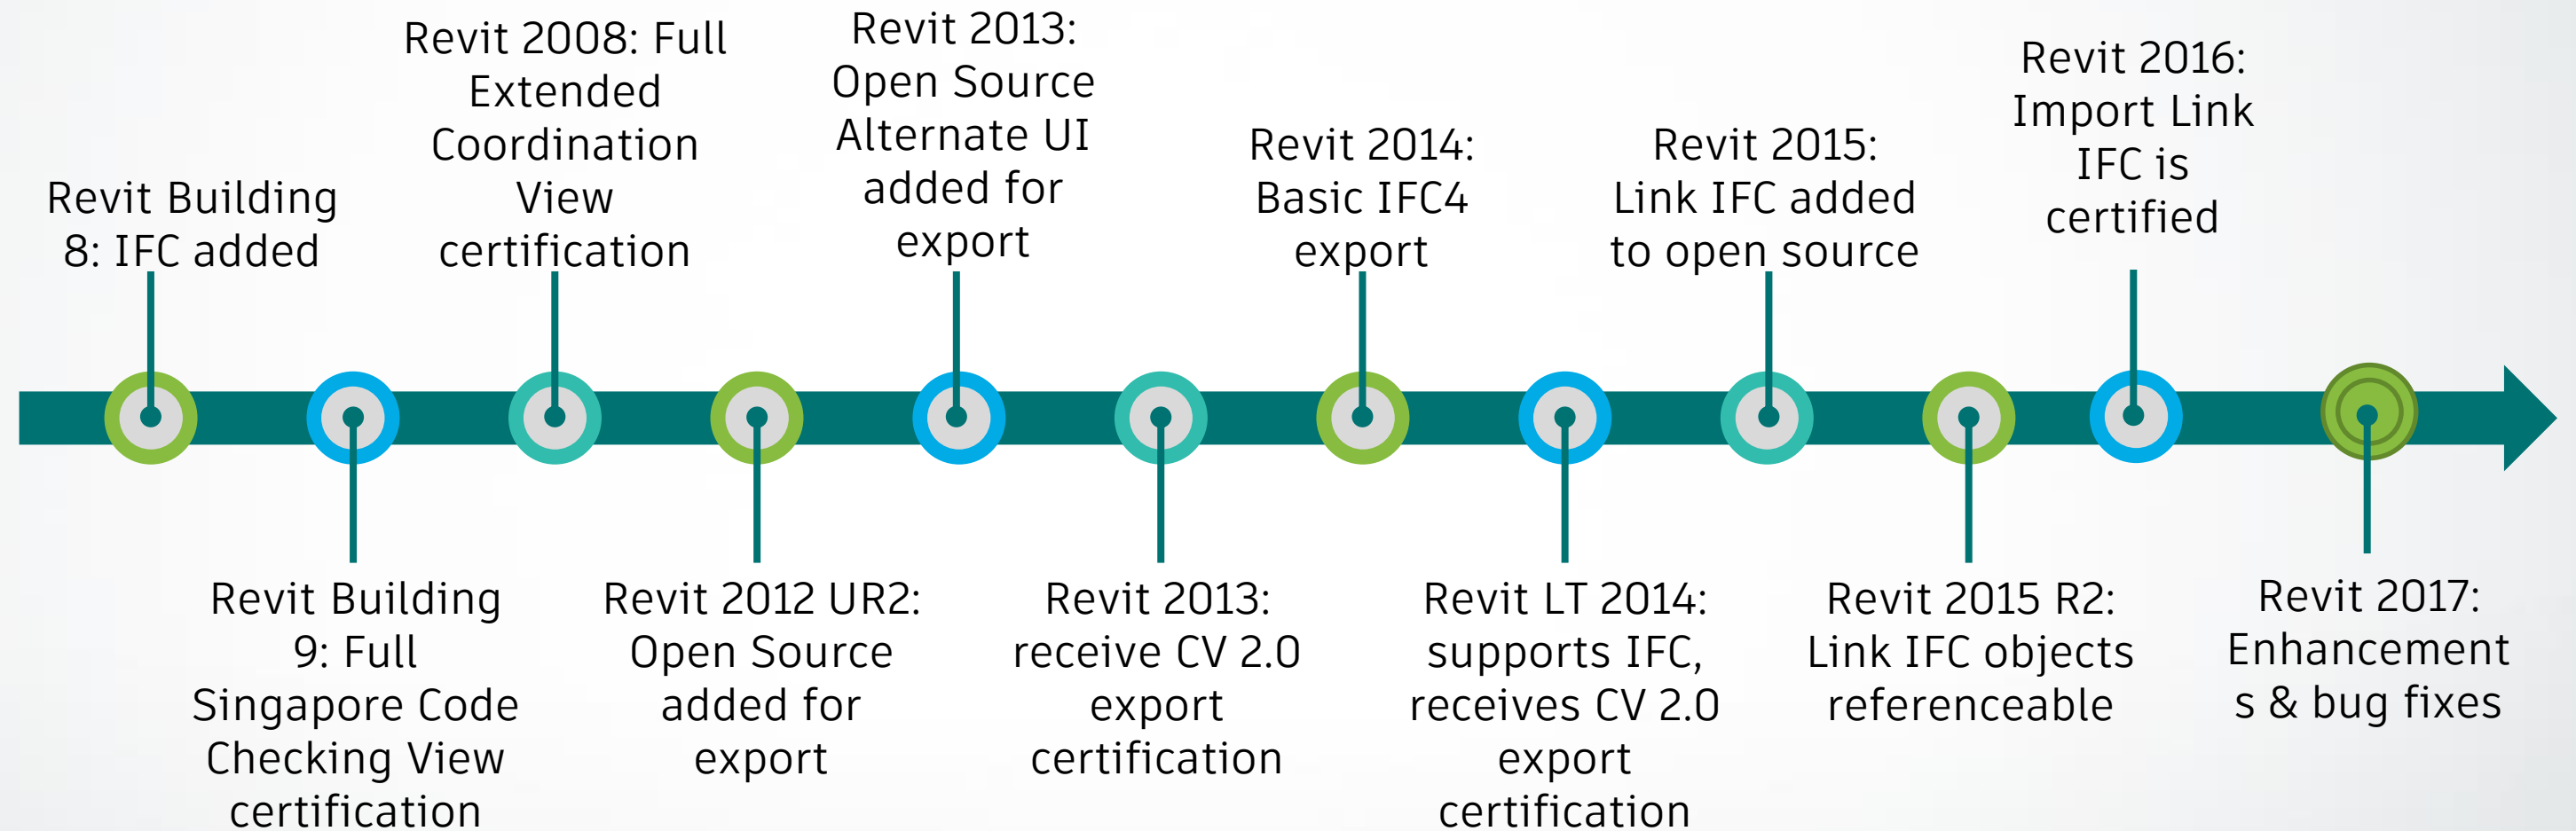 Revit Building
8: IFC added
Revit Building
9: Full
Singapore Code
Checking View
certification
Revit 2008: Full
Extended
Coordination
View
certification
Revit 2012 UR2:
Open Source
added for
export
Revit 2013:
Open Source
Alternate UI
added for
export
Revit 2013:
receive CV 2.0
export
certification
Revit 2014:
Basic IFC4
export
Revit LT 2014:
supports IFC,
receives CV 2.0
export
certification
Revit 2015:
Link IFC added
to open source
Revit 2015 R2:
Link IFC objects
referenceable
Revit 2016:
Import Link
IFC is
certified
Revit 2017:
Enhancement
s & bug fixes